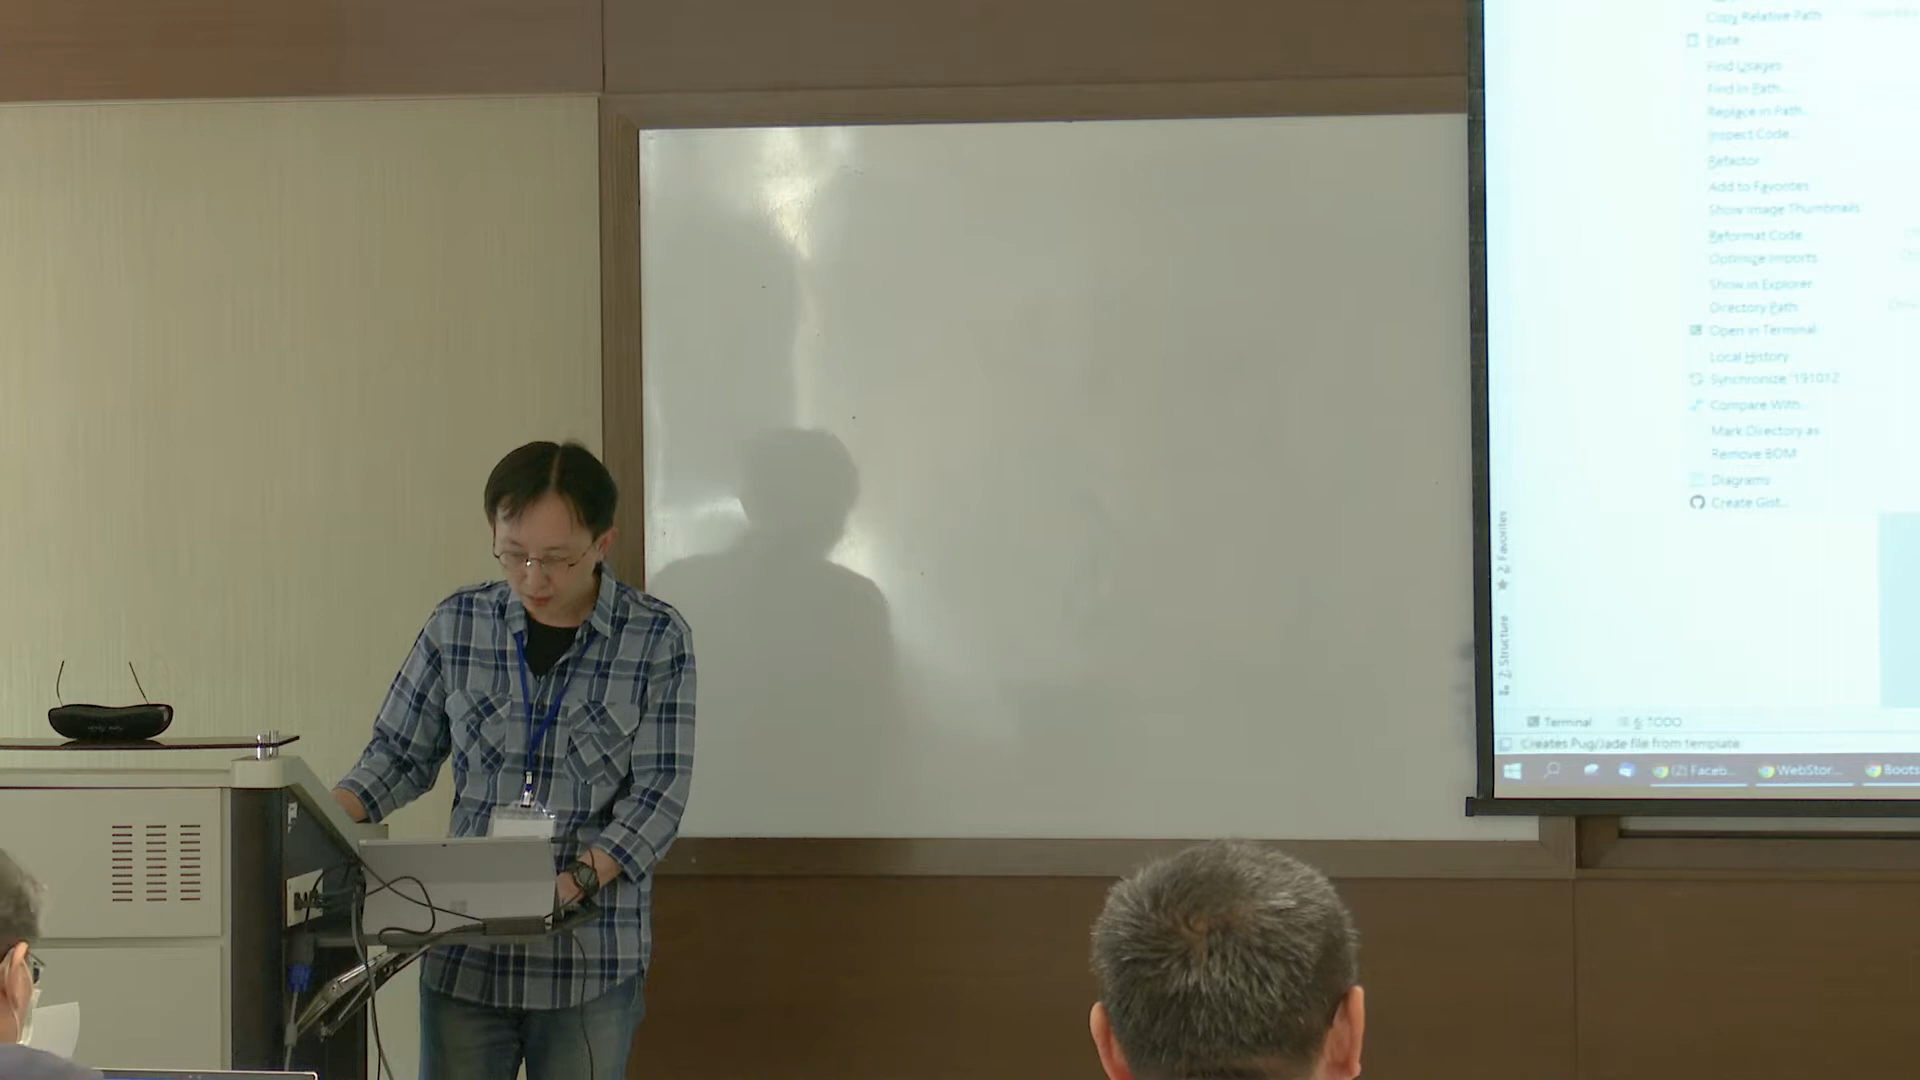 Copy Relative Path
Paste
Find Usages
Find in Path...
Replace in Path...
Inspect Code...
Refactor
Add to Favorites
Show Image Thumbnails
Reformat Code
Optimize Imports
Show in Explorer
Directory Path
Open in Terminal
Local History
Synchronize '191012'
Compare With...
Mark Directory as
Remove BOM
Diagrams
Create Gist...
2: Favorites
7: Structure
Terminal
6: TODO
Creates Pug/Jade file from template
(2) Faceb...
WebStor...
Boots